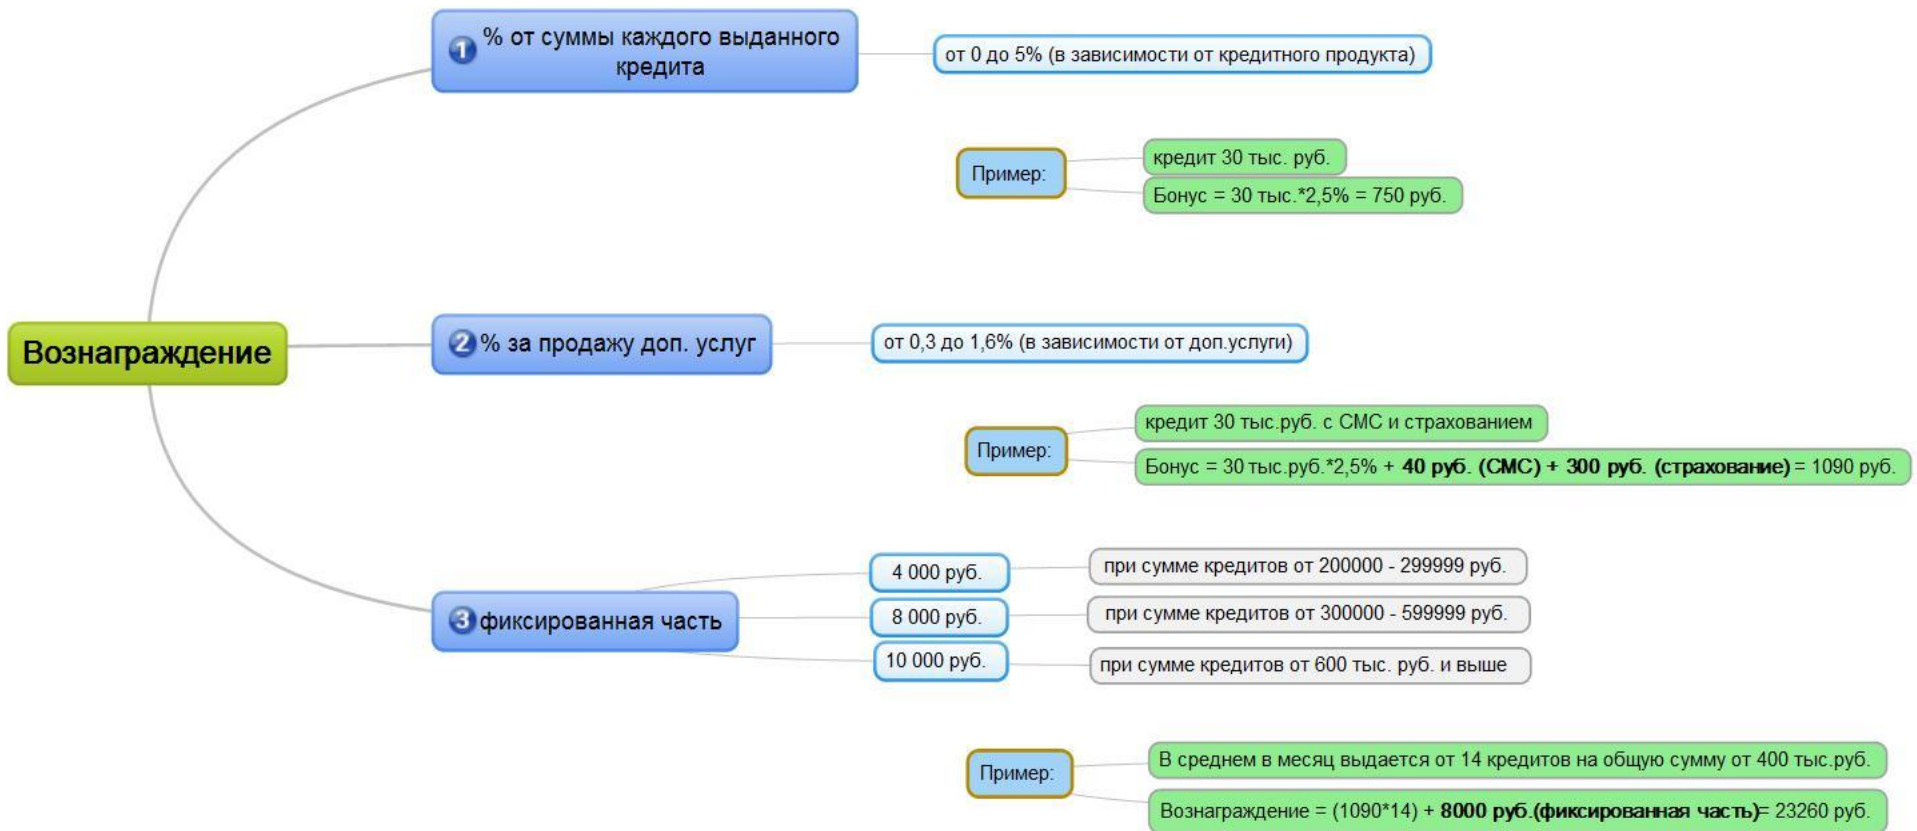 1 % от суммы каждого выданного
кредита
от 0 до 5% (в зависимости от кредитного продукта)
Пример:
кредит 30 тыс. руб.
Бонус = 30 тыс.*2,5% = 750 руб.
Вознаграждение
2 % за продажу доп. услуг
от 0,3 до 1,6% (в зависимости от доп.услуги)
Пример:
кредит 30 тыс.руб. с СМС и страхованием
Бонус = 30 тыс.руб.*2,5% + 40 руб. (СМС) + 300 руб. (страхование) = 1090 руб.
3 фиксированная часть
4 000 руб.
при сумме кредитов от 200000 - 299999 руб.
8 000 руб.
при сумме кредитов от 300000 - 599999 руб.
10 000 руб.
при сумме кредитов от 600 тыс. руб. и выше
Пример:
В среднем в месяц выдается от 14 кредитов на общую сумму от 400 тыс.руб.
Вознаграждение = (1090*14) + 8000 руб.(фиксированная часть)= 23260 руб.